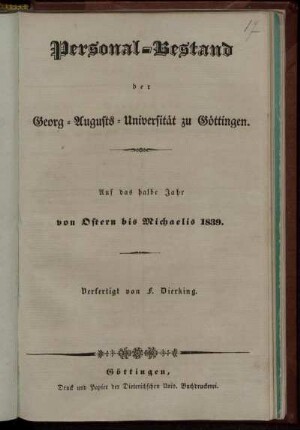 17
Personal-Bestand
der
Georg-Augusts-Universität zu Göttingen.
Auf das halbe Jahr
von Ostern bis Michaelis 1839.
Verfertigt von F. Dierking.
Göttingen,
Druck und Papier der Dieterichschen Univ. Buchdruckerei.